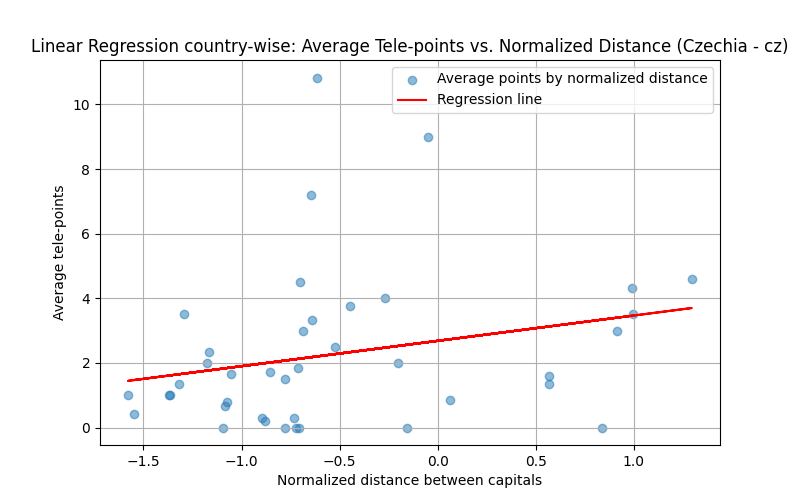 Linear Regression country-wise: Average Tele-points vs. Normalized Distance (Czechia - cz)
Average points by normalized distance
Regression line
10
8
6
4
2
0
Average tele-points
−1.5 −1.0 −0.5 0.0 0.5 1.0
Normalized distance between capitals